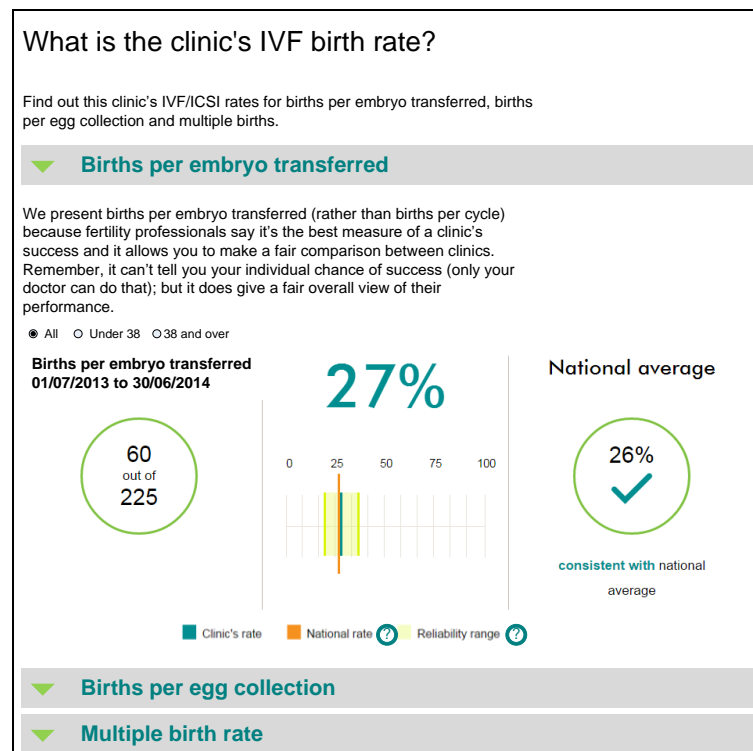 What is the clinic's IVF birth rate?
Find out this clinic's IVF/ICSI rates for births per embryo transferred, births
per egg collection and multiple births.
Births per embryo transferred
We present births per embryo transferred (rather than births per cycle)
because fertility professionals say it's the best measure of a clinic's
success and it allows you to make a fair comparison between clinics.
Remember, it can't tell you your individual chance of success (only your
doctor can do that); but it does give a fair overall view of their
performance.
All Under 38 38 and over
Births per embryo transferred
01/07/2013 to 30/06/2014
60
out of
225
27%
0 25 50 75 100
National average
26%
consistent with national
average
Clinic's rate National rate ? Reliability range ?
Births per egg collection
Multiple birth rate